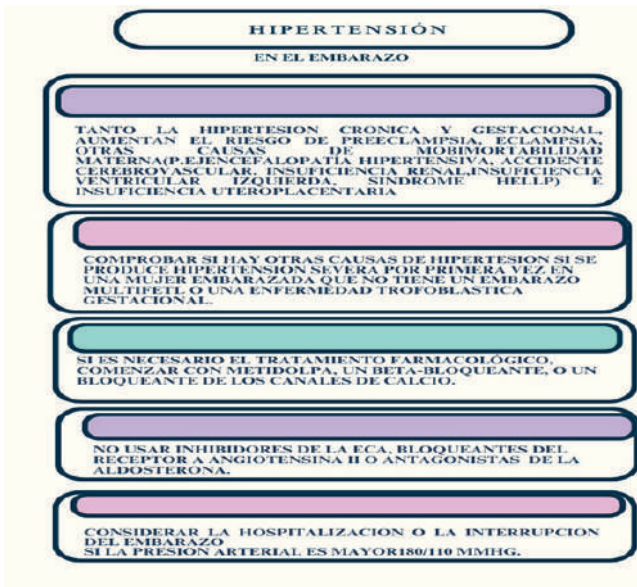 HIPERTENSIÓN
EN EL EMBARAZO
TANTO LA HIPERTESION CRONICA Y GESTACIONAL,
AUMENTAN EL RIESGO DE PREECLAMPSIA, ECLAMPSIA,
OTRAS CAUSAS DE MOBIMORTABILIDAD
MATERNA(P.EJENCEFALOPATÍA HIPERTENSIVA, ACCIDENTE
CEREBROVASCULAR, INSUFICIENCIA RENAL,INSUFICIENCIA
VENTRICULAR IZQUIERDA, SINDROME HELLP) E
INSUFICIENCIA UTEROPLACENTARIA
COMPROBAR SI HAY OTRAS CAUSAS DE HIPERTESION SI SE
PRODUCE HIPERTENSION SEVERA POR PRIMERA VEZ EN
UNA MUJER EMBARAZADA QUE NO TIENE UN EMBARAZO
MULTIFETL O UNA ENFERMEDAD TROFOBLASTICA
GESTACIONAL.
SI ES NECESARIO EL TRATAMIENTO FARMACOLÓGICO,
COMENZAR CON METIDOLPA, UN BETA-BLOQUEANTE, O UN
BLOQUEANTE DE LOS CANALES DE CALCIO.
NO USAR INHIBIDORES DE LA ECA, BLOQUEANTES DEL
RECEPTOR A ANGIOTENSINA II O ANTAGONISTAS DE LA
ALDOSTERONA.
CONSIDERAR LA HOSPITALIZACION O LA INTERRUPCION
DEL EMBARAZO
SI LA PRESION ARTERIAL ES MAYOR180/110 MMHG.